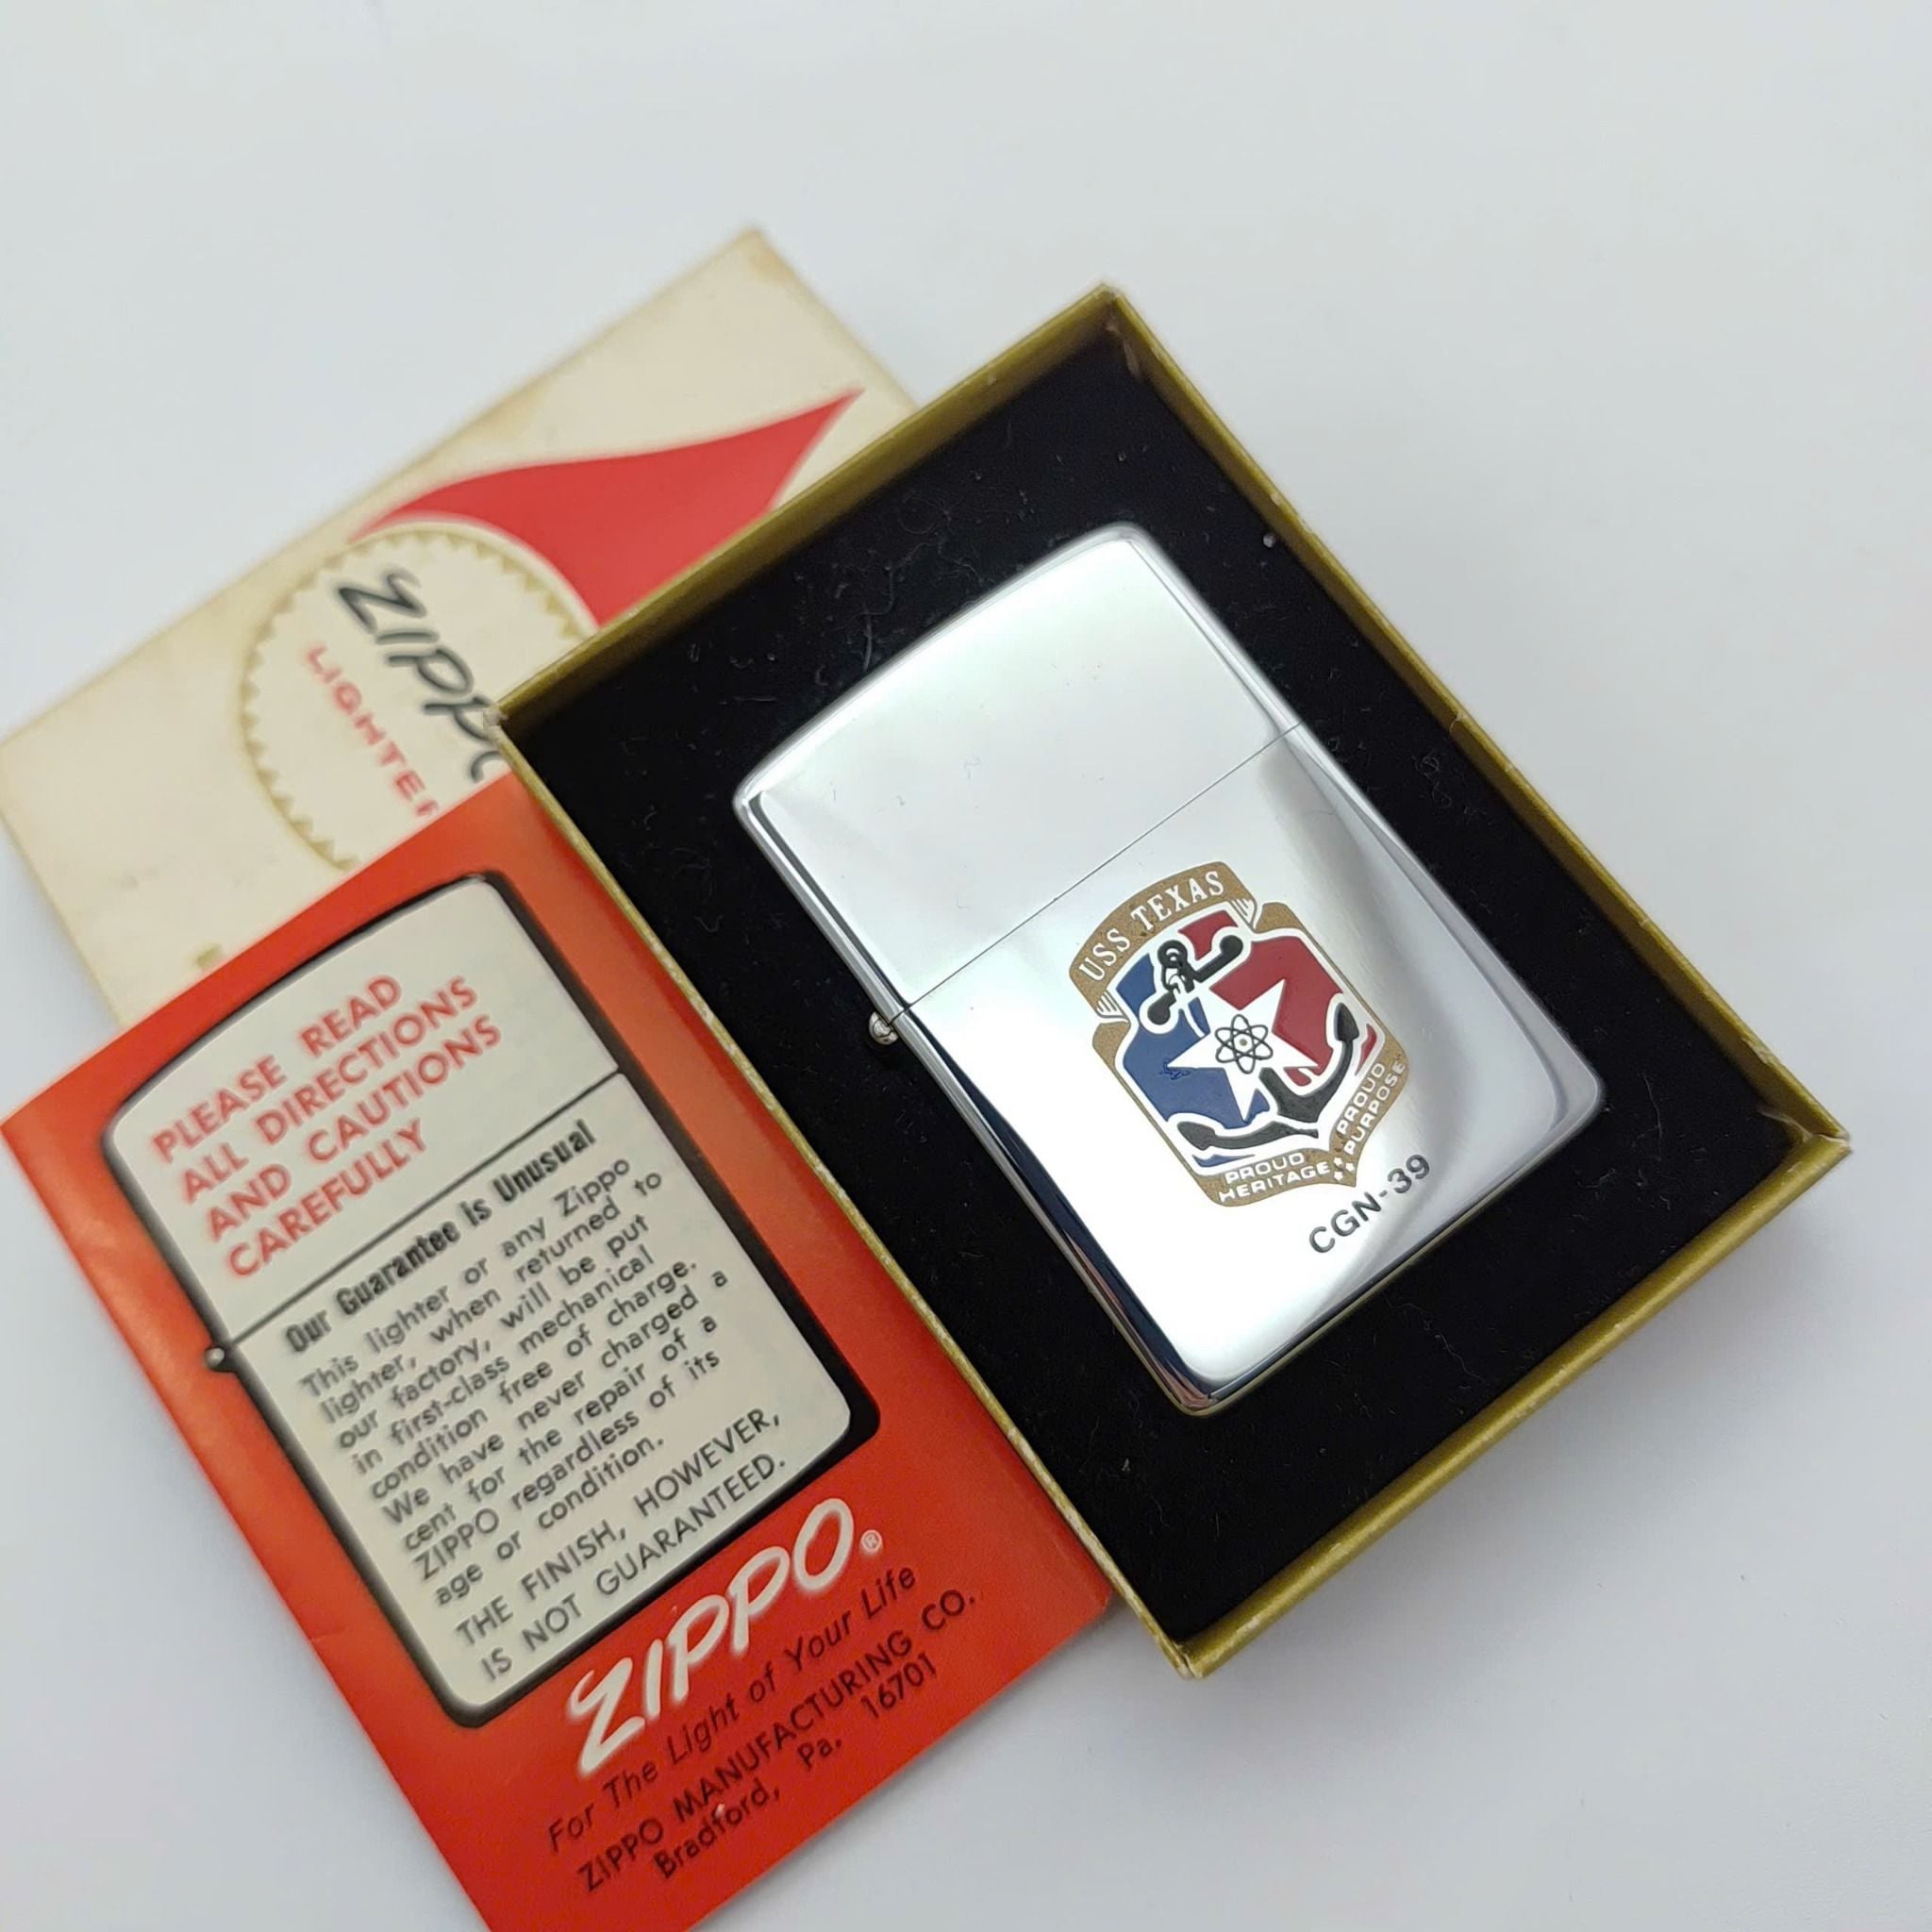 ZIPPO
LIGHTER
PLEASE READ
ALL DIRECTIONS
AND CAUTIONS
CAREFULLY
Our Guarantee is Unusual
This lighter or any Zippo
lighter, when returned to
our factory, will be put
in first-class mechanical
condition free of charge.
We have never charged a
cent for the repair of a
ZIPPO regardless of its
age or condition.
THE FINISH, HOWEVER,
IS NOT GUARANTEED.
ZIPPO®
For The Light of Your Life
ZIPPO MANUFACTURING CO.
Bradford, Pa. 16701
USS TEXAS
PROUD
HERITAGE
PROUD
PURPOSE
CGN-39